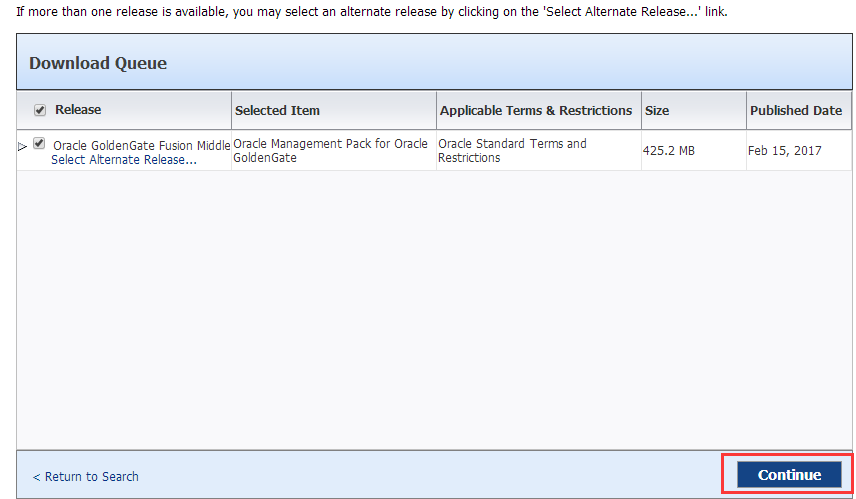 If more than one release is available, you may select an alternate release by clicking on the 'Select Alternate Release...' link.
Download Queue
Release Selected Item Applicable Terms & Restrictions Size Published Date
Oracle GoldenGate Fusion Middle Oracle Management Pack for Oracle Oracle Standard Terms and
Select Alternate Release... GoldenGate Restrictions 425.2 MB Feb 15, 2017
< Return to Search Continue